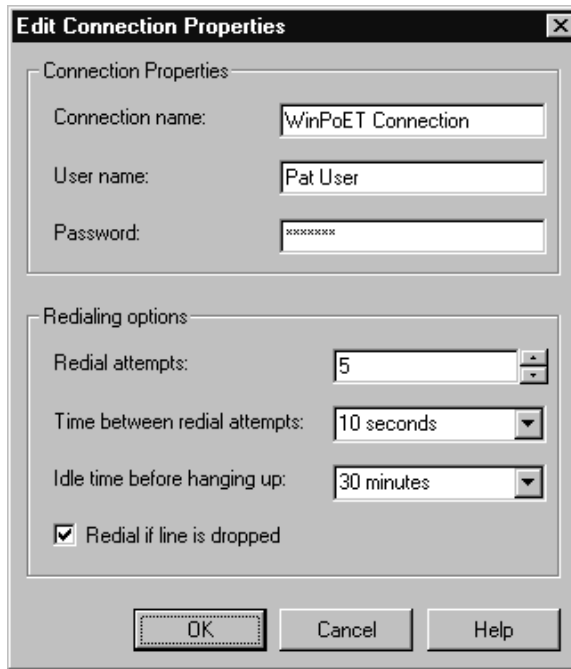 Edit Connection Properties
Connection Properties
Connection name: WinPoET Connection
User name: Pat User
Password: *******
Redialing options
Redial attempts: 5
Time between redial attempts: 10 seconds
Idle time before hanging up: 30 minutes
Redial if line is dropped
OK Cancel Help